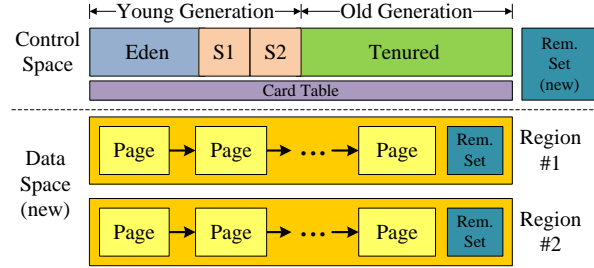 Young Generation Old Generation
Control
Space
Eden S1 S2 Tenured
Rem.
Set
(new)
Card Table
Data
Space
(new)
Page Page ... Page Rem.
Set
Region
#1
Page Page ... Page Rem.
Set
Region
#2